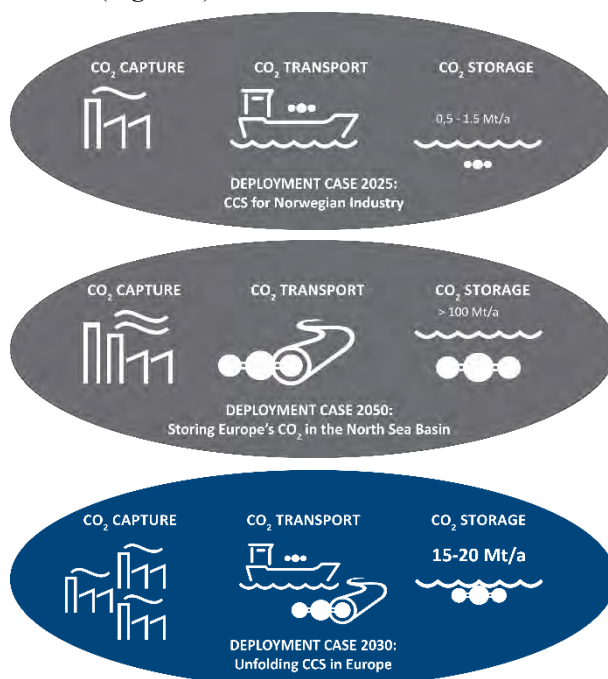 CO₂ CAPTURE CO₂ TRANSPORT CO₂ STORAGE
0,5 - 1.5 Mt/a
DEPLOYMENT CASE 2025:
CCS for Norwegian Industry
CO₂ CAPTURE CO₂ TRANSPORT CO₂ STORAGE
> 100 Mt/a
DEPLOYMENT CASE 2050:
Storing Europe's CO₂ in the North Sea Basin
CO₂ CAPTURE CO₂ TRANSPORT CO₂ STORAGE
15-20 Mt/a
DEPLOYMENT CASE 2030:
Unfolding CCS in Europe